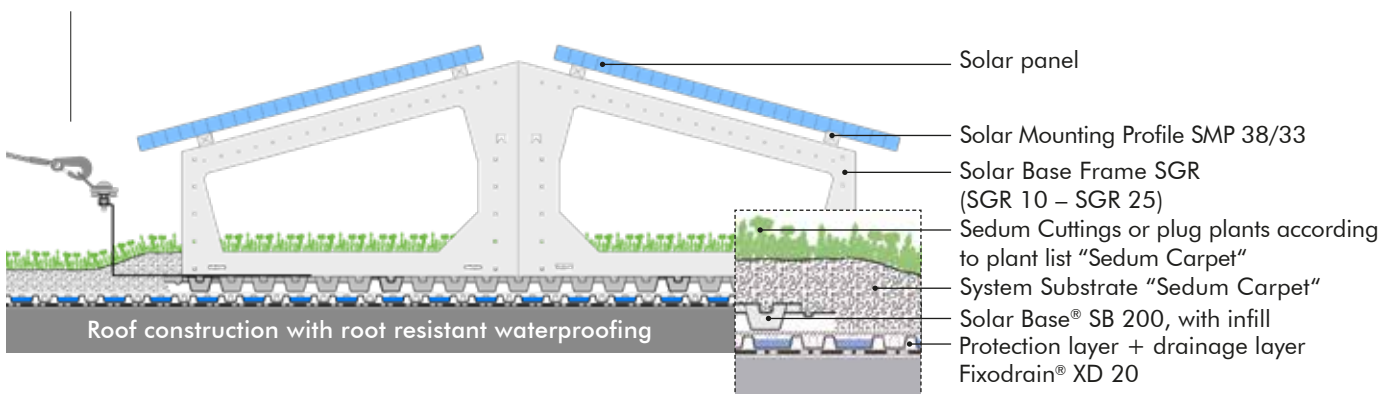 Solar panel
Solar Mounting Profile SMP 38/33
Solar Base Frame SGR
(SGR 10 – SGR 25)
Sedum Cuttings or plug plants according
to plant list “Sedum Carpet“
System Substrate “Sedum Carpet“
Solar Base® SB 200, with infill
Protection layer + drainage layer
Fixodrain® XD 20
Roof construction with root resistant waterproofing